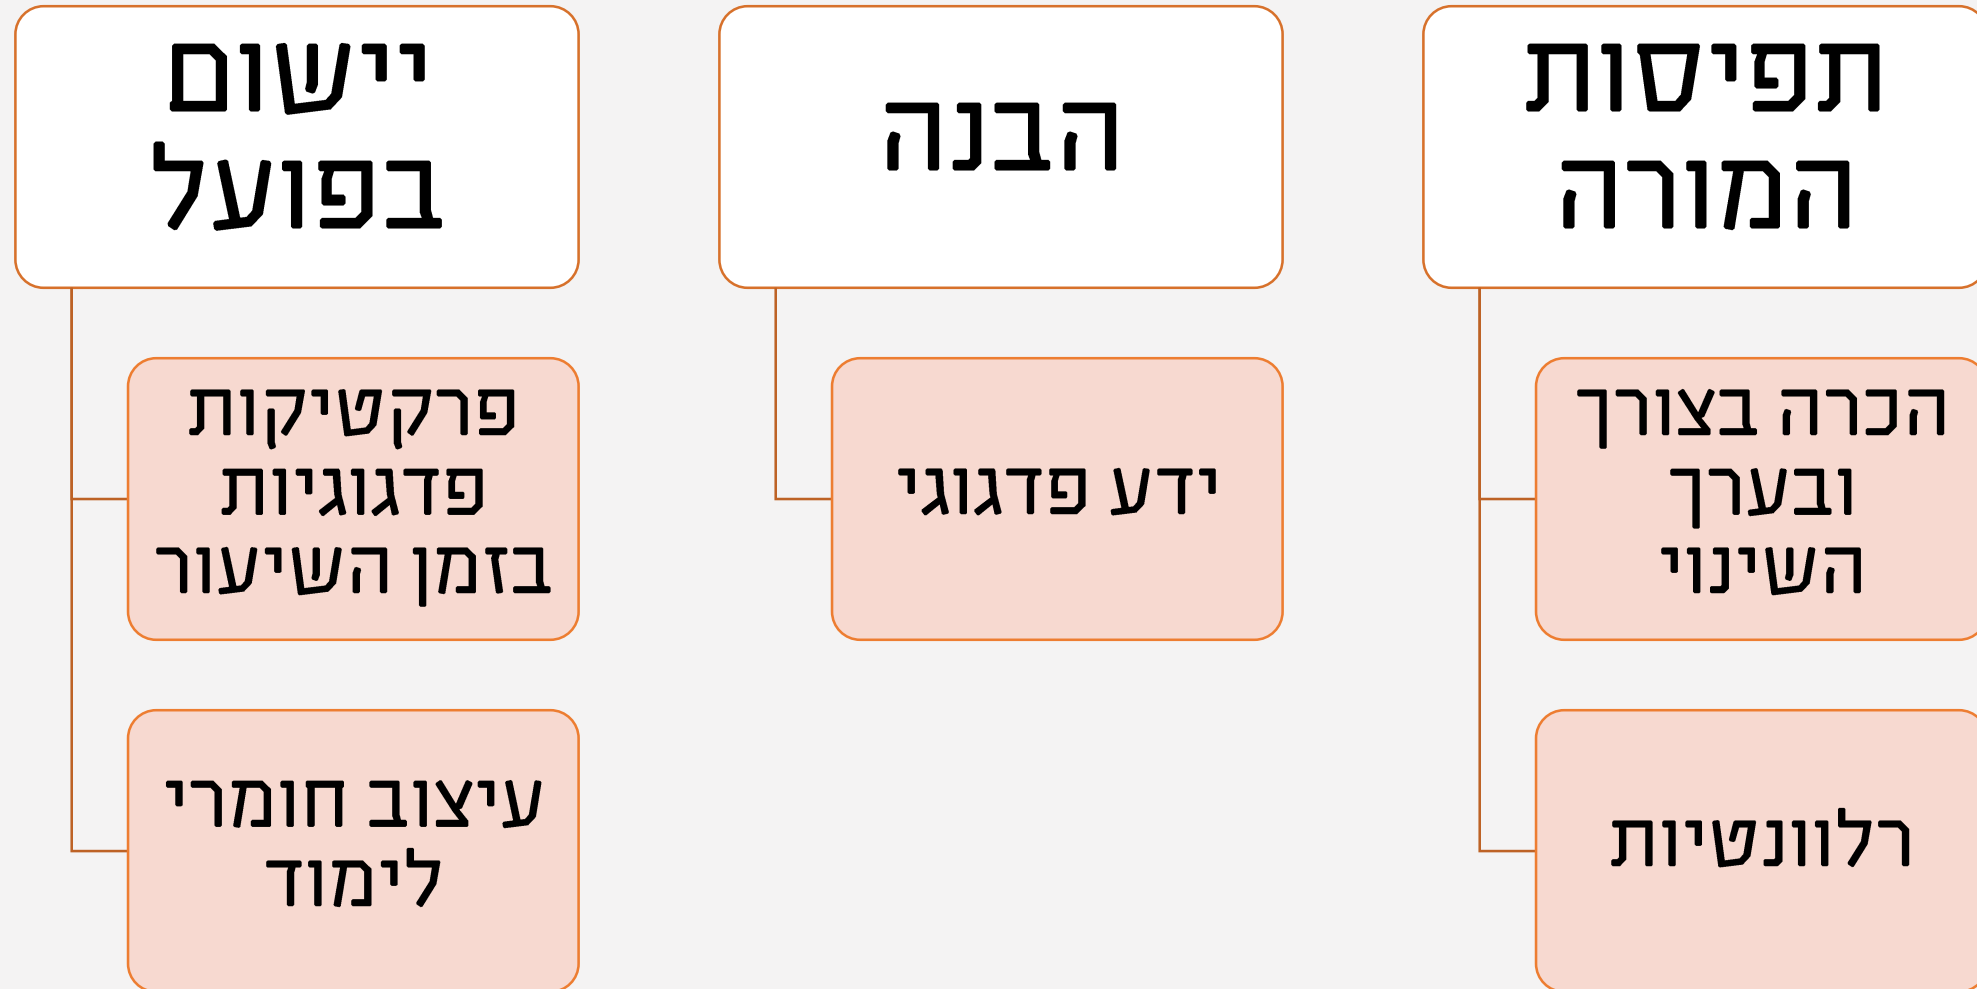 תפיסות
המורה
הכרה בצורך
ובערך
השינוי
רלוונטיות
הבנה
ידע פדגוגי
יישום
בפועל
פרקטיקות
פדגוגיות
בזמן השיעור
עיצוב חומרי
לימוד